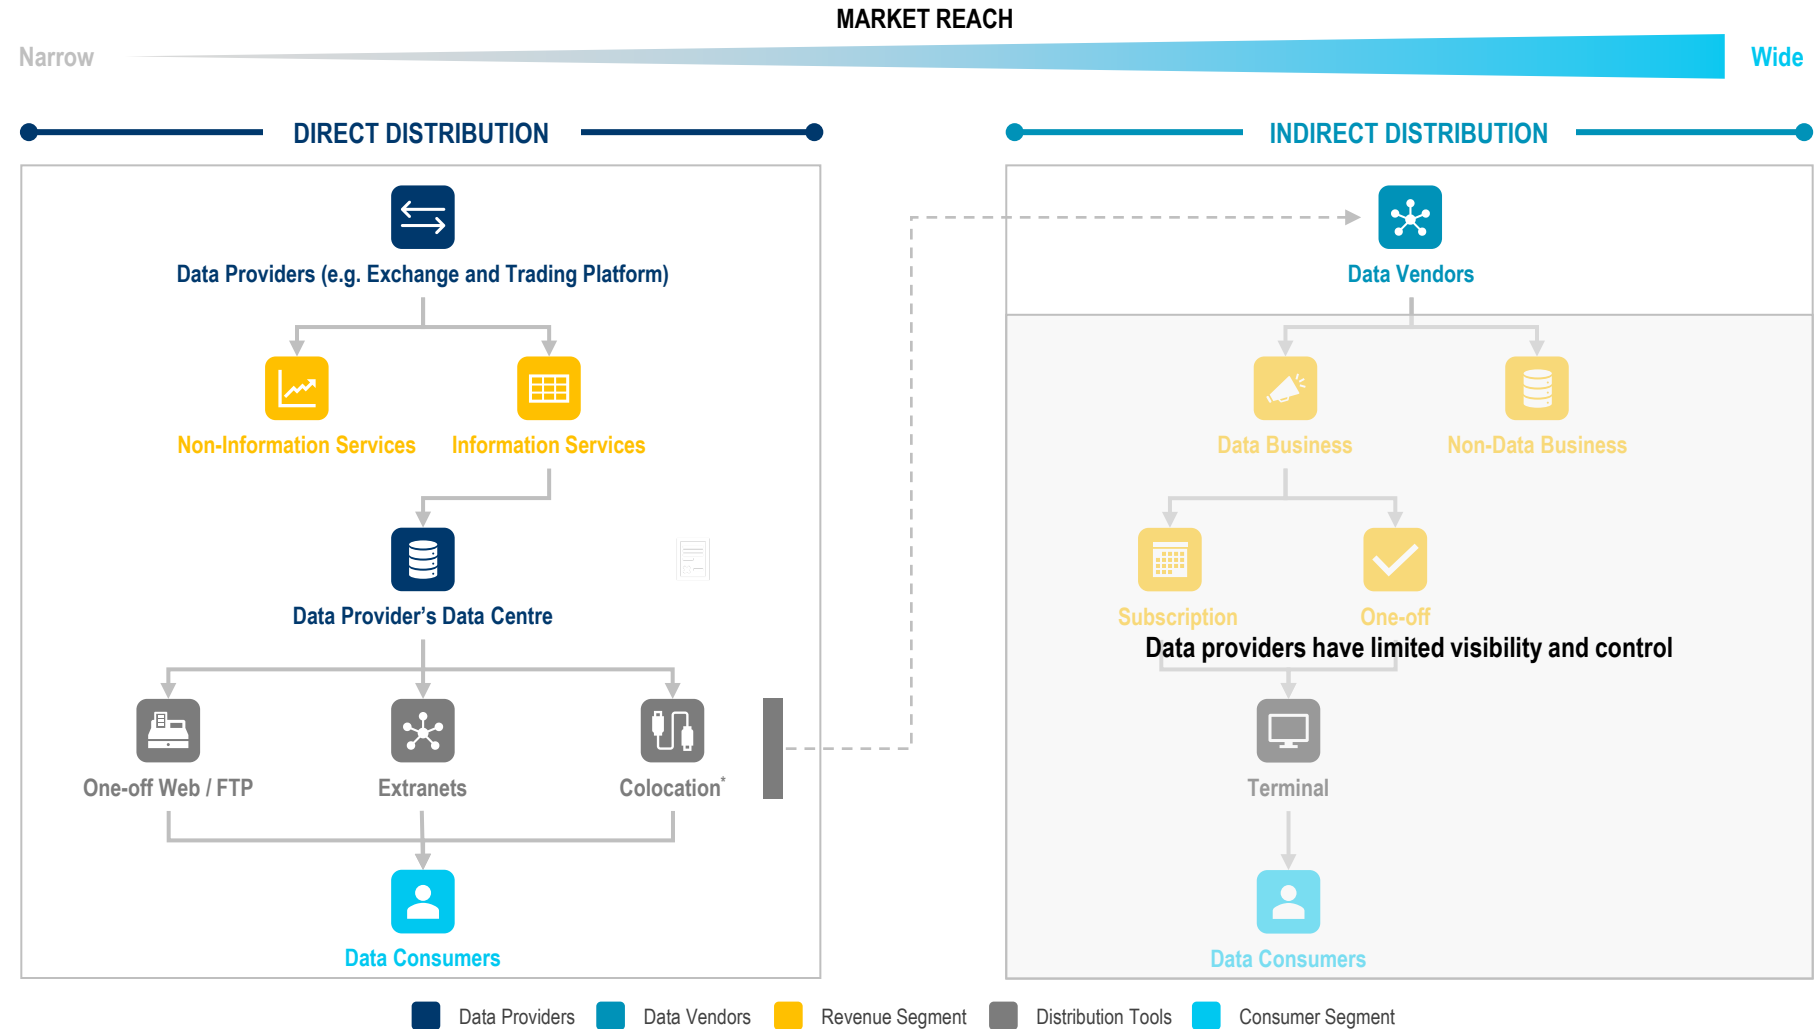 MARKET REACH
Narrow
Wide
DIRECT DISTRIBUTION
INDIRECT DISTRIBUTION
Data Providers (e.g. Exchange and Trading Platform)
Data Vendors
Non-Information Services
Information Services
Data Business
Non-Data Business
Data Provider’s Data Centre
Subscription
One-off
Data providers have limited visibility and control
One-off Web / FTP
Extranets
Colocation*
Terminal
Data Consumers
Data Consumers
Data Providers
Data Vendors
Revenue Segment
Distribution Tools
Consumer Segment